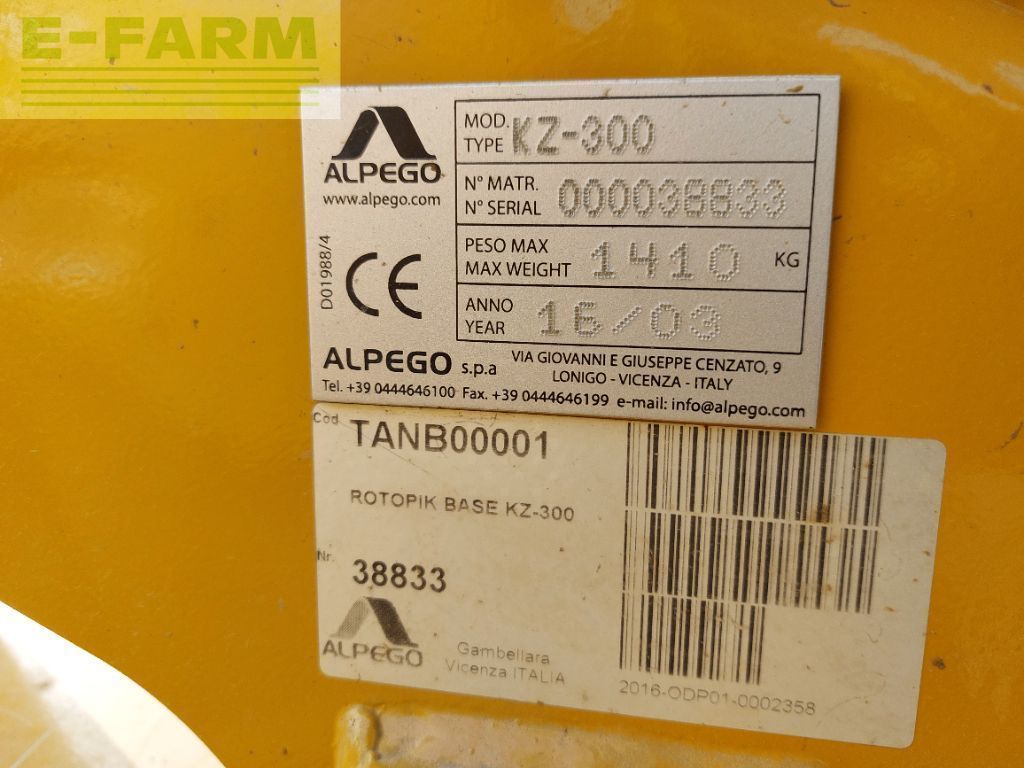 E-FARM
ALPEGO
www.alpego.com
D01988/4
CE
MOD.
TYPE
KZ-300
N° MATR.
N° SERIAL
000038833
PESO MAX
MAX WEIGHT
1410
KG
ANNO
YEAR
16/03
ALPEGO s.p.a
VIA GIOVANNI E GIUSEPPE CENZATO, 9
LONIGO - VICENZA - ITALY
Tel. +39 0444646100 Fax. +39 0444646199 e-mail: info@alpego.com
Cod
TANB00001
ROTOPIK BASE KZ-300
Nr.
38833
ALPEGO
Gambellara
Vicenza ITALIA
2016-ODP01-0002358